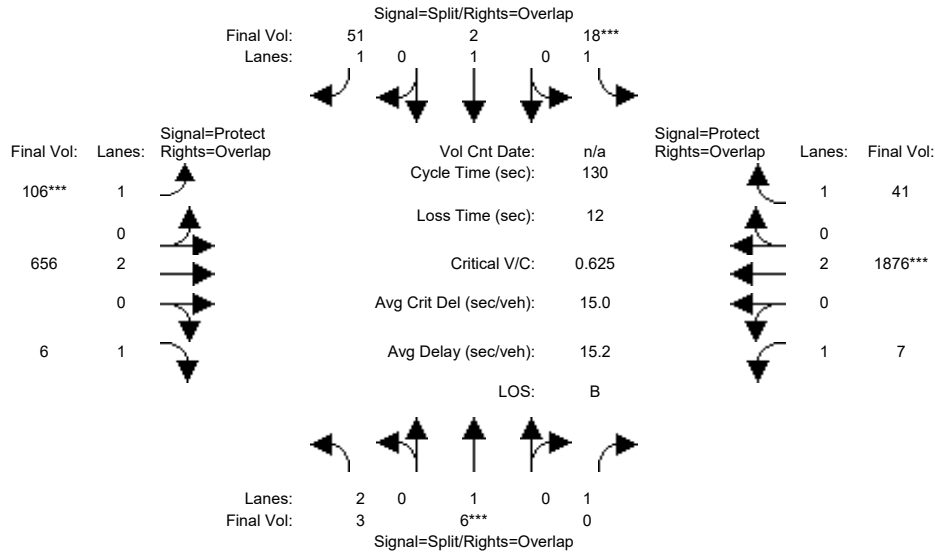 Signal=Split/Rights=Overlap
Final Vol: 51 2 18***
Lanes: 1 0 1 0 1
Signal=Protect Signal=Protect
Final Vol: Lanes: Rights=Overlap Vol Cnt Date: n/a Rights=Overlap Lanes: Final Vol:
Cycle Time (sec): 130
106*** 1 1 41
Loss Time (sec): 12
0 0
656 2 Critical V/C: 0.625 2 1876***
0 Avg Crit Del (sec/veh): 15.0 0
6 1 Avg Delay (sec/veh): 15.2 1 7
LOS: B
Lanes: 2 0 1 0 1
Final Vol: 3 6*** 0
Signal=Split/Rights=Overlap